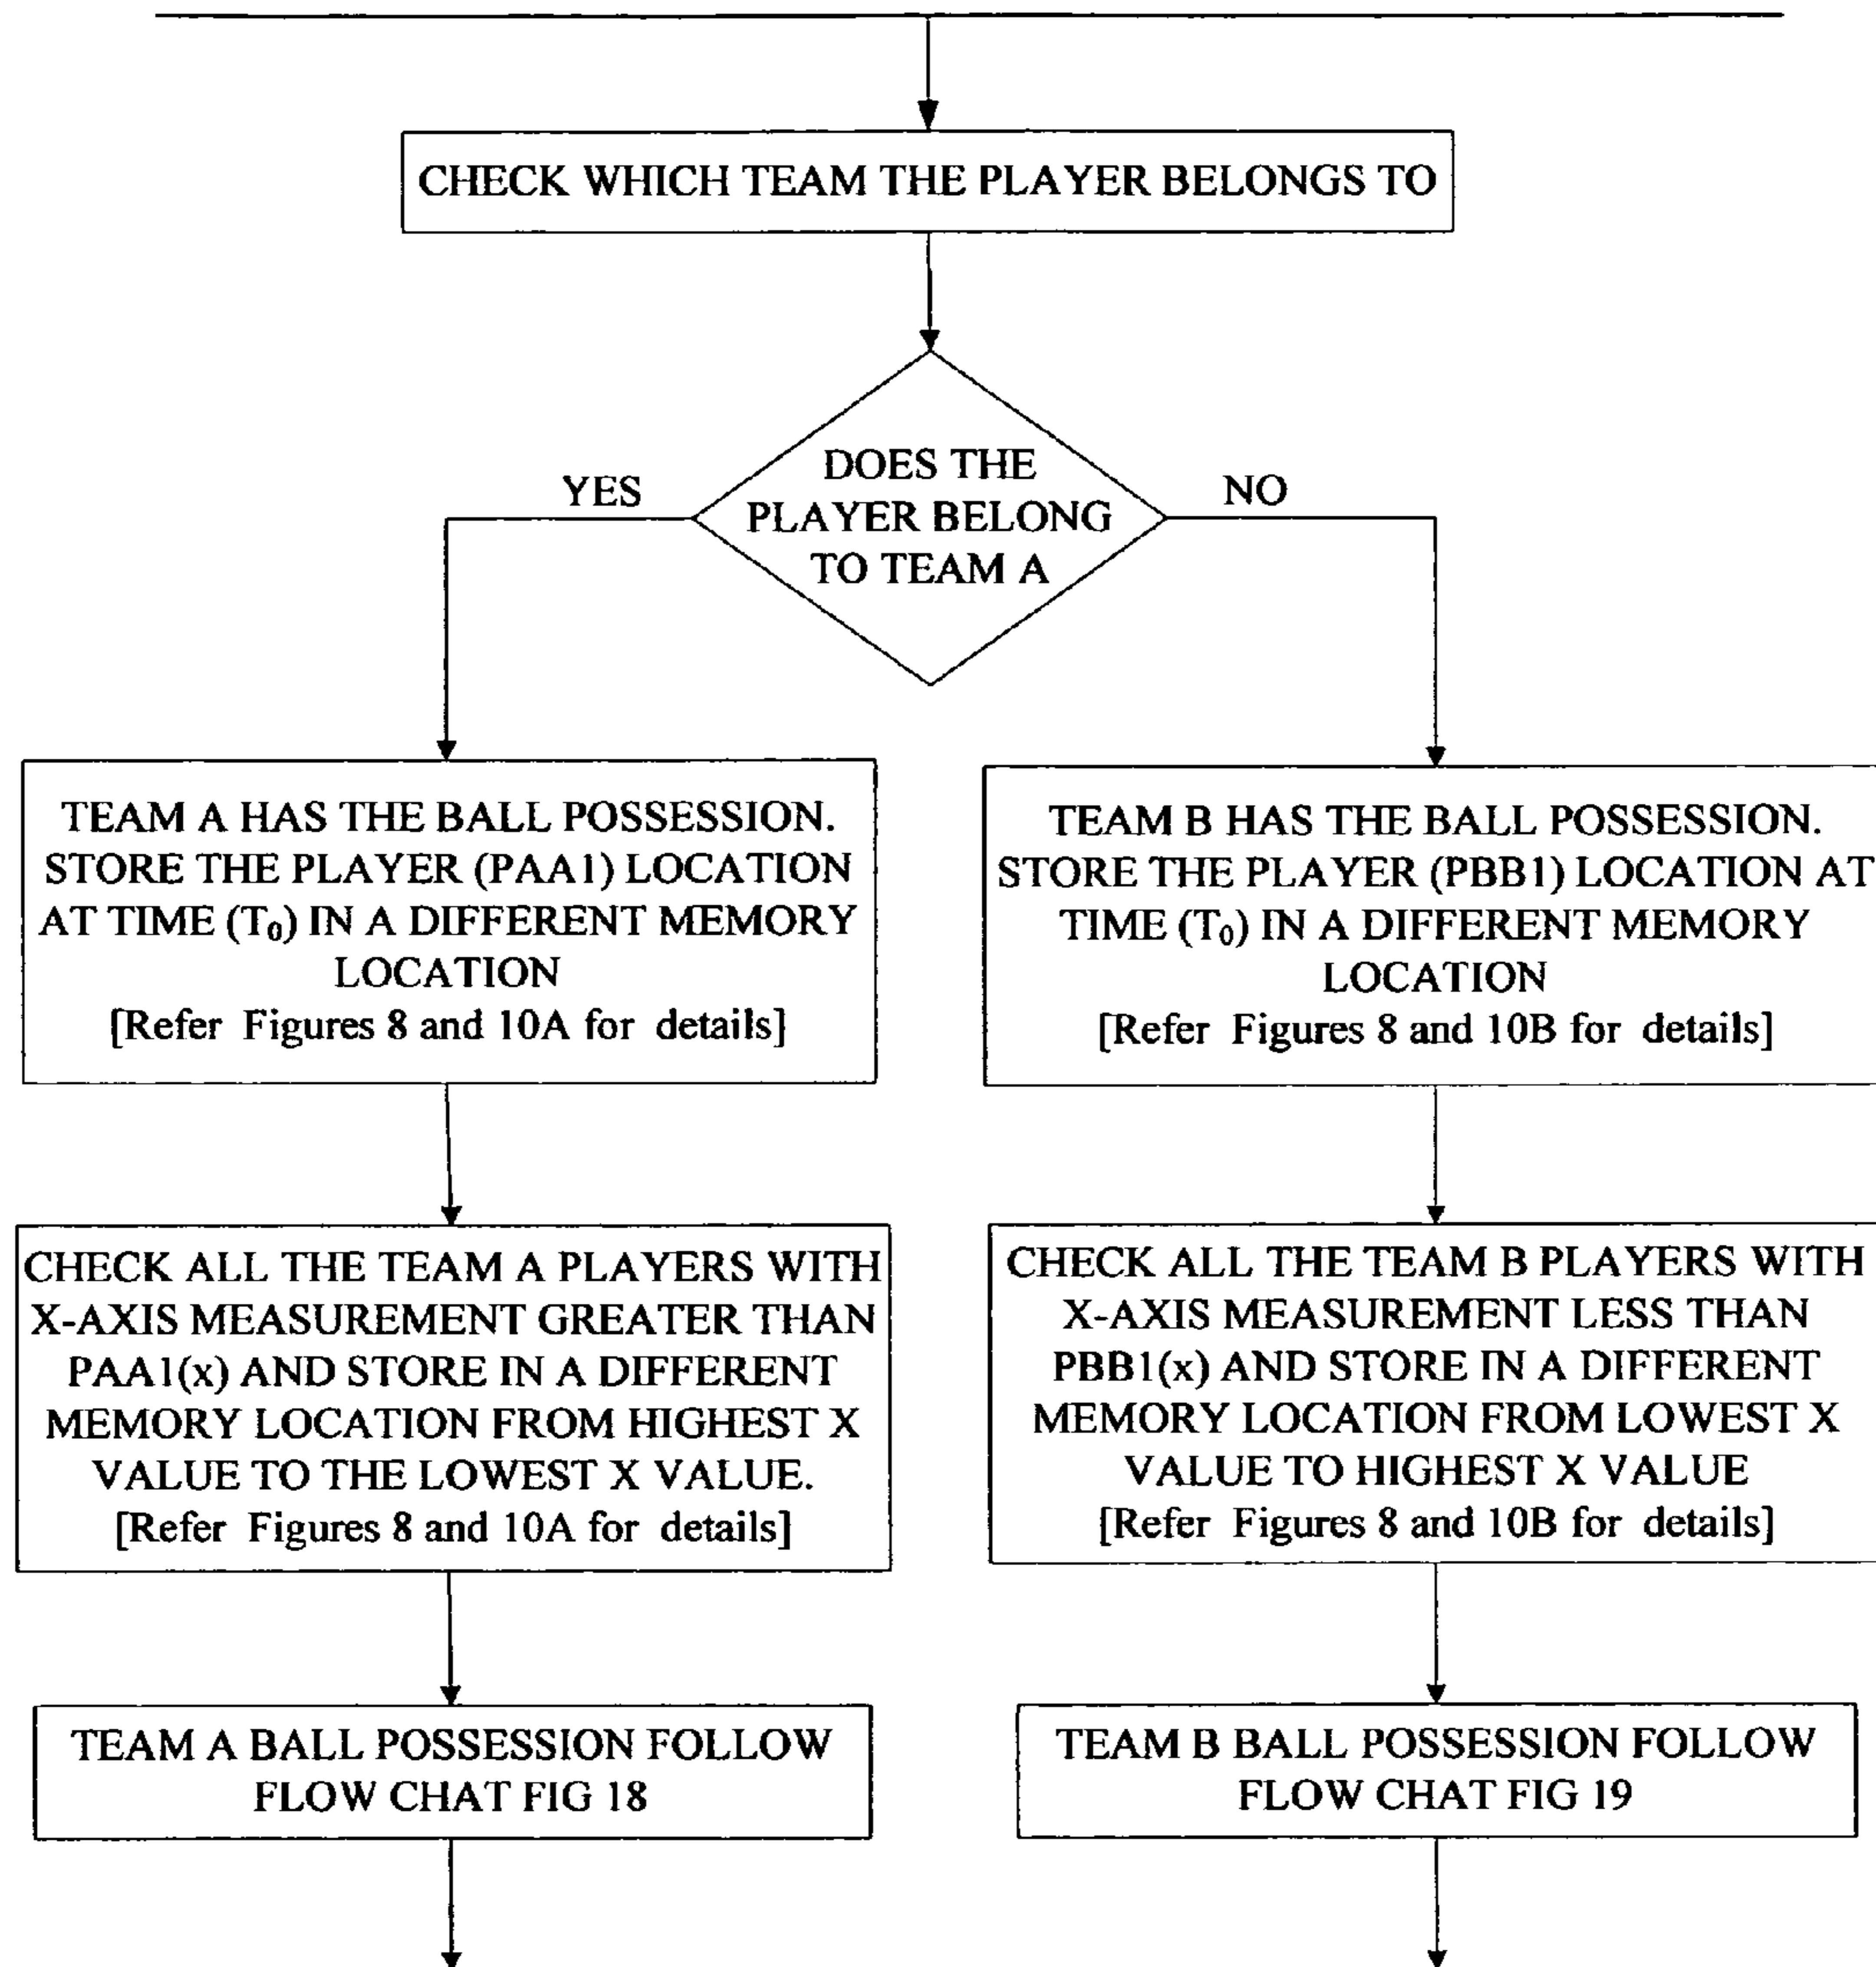 CHECK WHICH TEAM THE PLAYER BELONGS TO
DOES THE
PLAYER BELONG
TO TEAM A
YES
NO
TEAM A HAS THE BALL POSSESSION.
STORE THE PLAYER (PAA1) LOCATION
AT TIME (T₀) IN A DIFFERENT MEMORY
LOCATION
[Refer Figures 8 and 10A for details]
TEAM B HAS THE BALL POSSESSION.
STORE THE PLAYER (PBB1) LOCATION AT
TIME (T₀) IN A DIFFERENT MEMORY
LOCATION
[Refer Figures 8 and 10B for details]
CHECK ALL THE TEAM A PLAYERS WITH
X-AXIS MEASUREMENT GREATER THAN
PAA1(x) AND STORE IN A DIFFERENT
MEMORY LOCATION FROM HIGHEST X
VALUE TO THE LOWEST X VALUE.
[Refer Figures 8 and 10A for details]
CHECK ALL THE TEAM B PLAYERS WITH
X-AXIS MEASUREMENT LESS THAN
PBB1(x) AND STORE IN A DIFFERENT
MEMORY LOCATION FROM LOWEST X
VALUE TO HIGHEST X VALUE
[Refer Figures 8 and 10B for details]
TEAM A BALL POSSESSION FOLLOW
FLOW CHAT FIG 18
TEAM B BALL POSSESSION FOLLOW
FLOW CHAT FIG 19